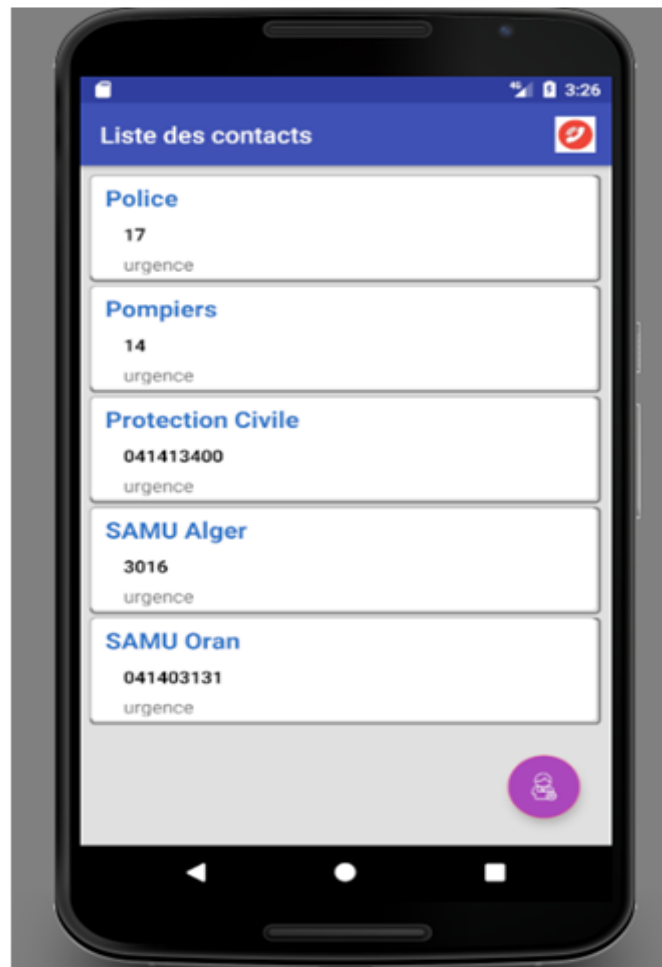 4G 3:26
Liste des contacts
Police
17
urgence
Pompiers
14
urgence
Protection Civile
041413400
urgence
SAMU Alger
3016
urgence
SAMU Oran
041403131
urgence